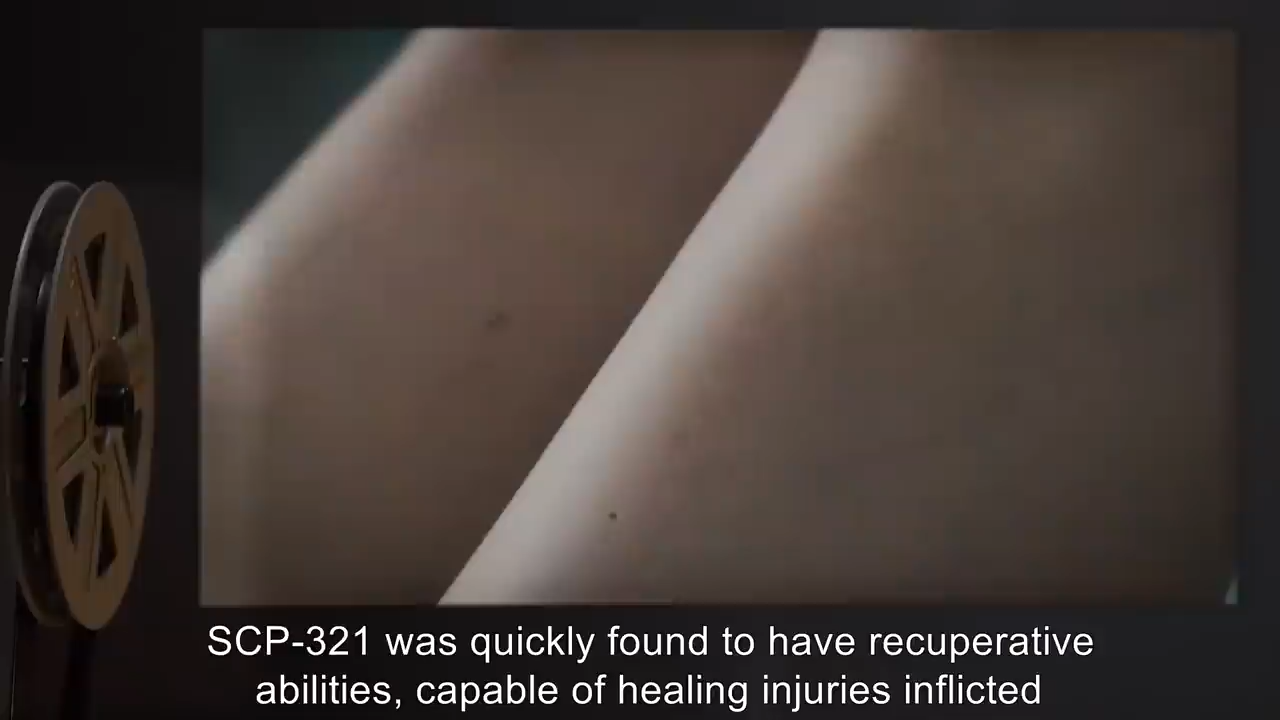 SCP-321 was quickly found to have recuperative
abilities, capable of healing injuries inflicted